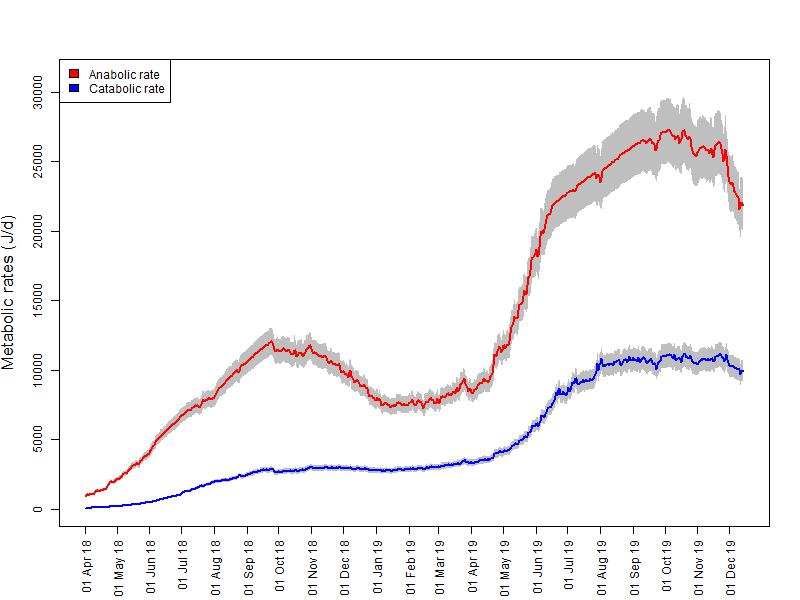 Anabolic rate
Catabolic rate
Metabolic rates (J/d)
30000
25000
20000
15000
10000
5000
0
01 Apr 18
01 May 18
01 Jun 18
01 Jul 18
01 Aug 18
01 Sep 18
01 Oct 18
01 Nov 18
01 Dec 18
01 Jan 19
01 Feb 19
01 Mar 19
01 Apr 19
01 May 19
01 Jun 19
01 Jul 19
01 Aug 19
01 Sep 19
01 Oct 19
01 Nov 19
01 Dec 19